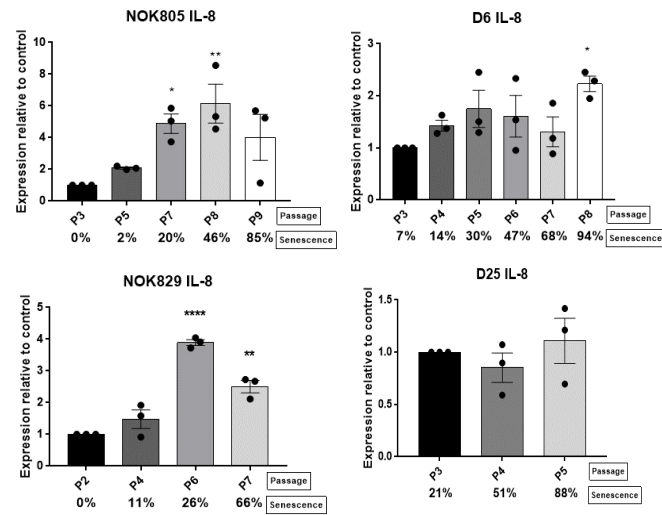 NOK805 IL-8
Expression relative to control
10
8
6
4
2
0
*
**
P3 P5 P7 P8 P9 Passage
0% 2% 20% 46% 85% Senescence
D6 IL-8
Expression relative to control
3
2
1
0
*
P3 P4 P5 P6 P7 P8 Passage
7% 14% 30% 47% 68% 94% Senescence
NOK829 IL-8
Expression relative to control
5
4
3
2
1
0
****
**
P2 P4 P6 P7 Passage
0% 11% 26% 66% Senescence
D25 IL-8
Expression relative to control
1.5
1.0
0.5
0.0
P3 P4 P5 Passage
21% 51% 88% Senescence